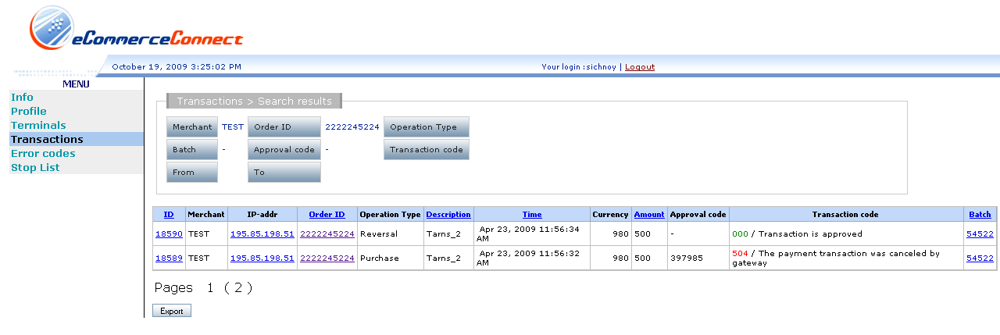 eCommerceConnect
October 19, 2009 3:25:02 PM Your login :sichnoy | Logout
MENU
Info
Profile
Terminals
Transactions
Error codes
Stop List
Transactions > Search results
Merchant TEST Order ID 2222245224 Operation Type
Batch - Approval code - Transaction code
From To
ID Merchant IP-addr Order ID Operation Type Description Time Currency Amount Approval code Transaction code Batch
18590 TEST 195.85.198.51 2222245224 Reversal Tarns_2 Apr 23, 2009 11:56:34 AM 980 500 - 000 / Transaction is approved 54522
18589 TEST 195.85.198.51 2222245224 Purchase Tarns_2 Apr 23, 2009 11:56:32 AM 980 500 397985 504 / The payment transaction was canceled by gateway 54522
Pages 1 ( 2 )
Export